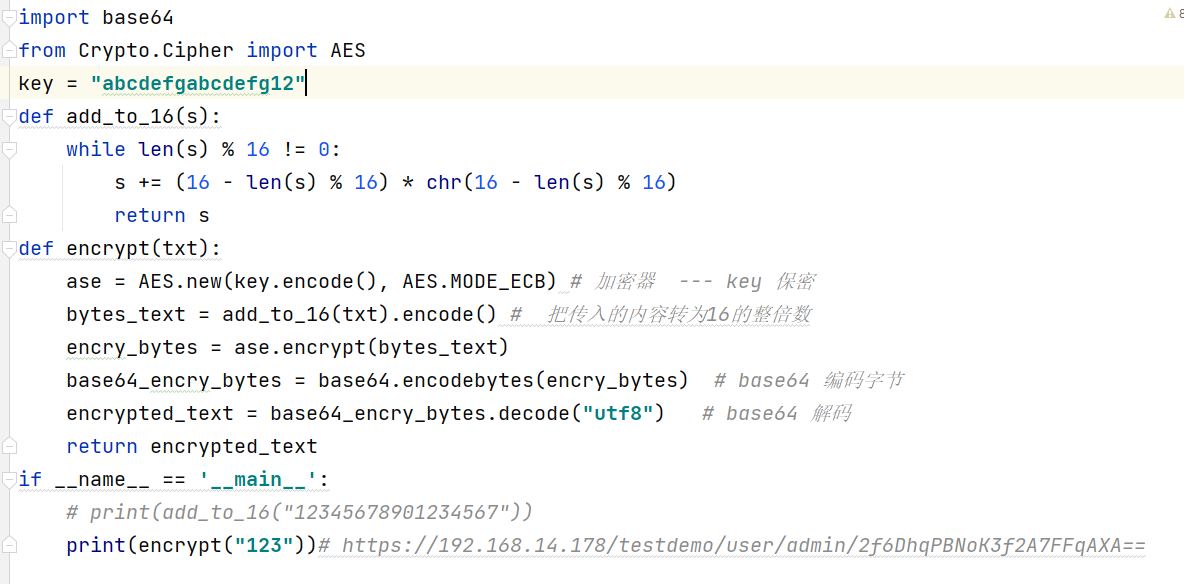 import base64
8
from Crypto.Cipher import AES
key = "abcdefgabcdefg12"
def add_to_16(s):
    while len(s) % 16 != 0:
        s += (16 - len(s) % 16) * chr(16 - len(s) % 16)
        return s
def encrypt(txt):
    ase = AES.new(key.encode(), AES.MODE_ECB) # 加密器  --- key 保密
    bytes_text = add_to_16(txt).encode() #  把传入的内容转为16的整倍数
    encry_bytes = ase.encrypt(bytes_text)
    base64_encry_bytes = base64.encodebytes(encry_bytes)  # base64 编码字节
    encrypted_text = base64_encry_bytes.decode("utf8")   # base64 解码
    return encrypted_text
if __name__ == '__main__':
    # print(add_to_16("12345678901234567"))
    print(encrypt("123"))# https://192.168.14.178/testdemo/user/admin/2f6DhqPBNoK3f2A7FFqAXA==